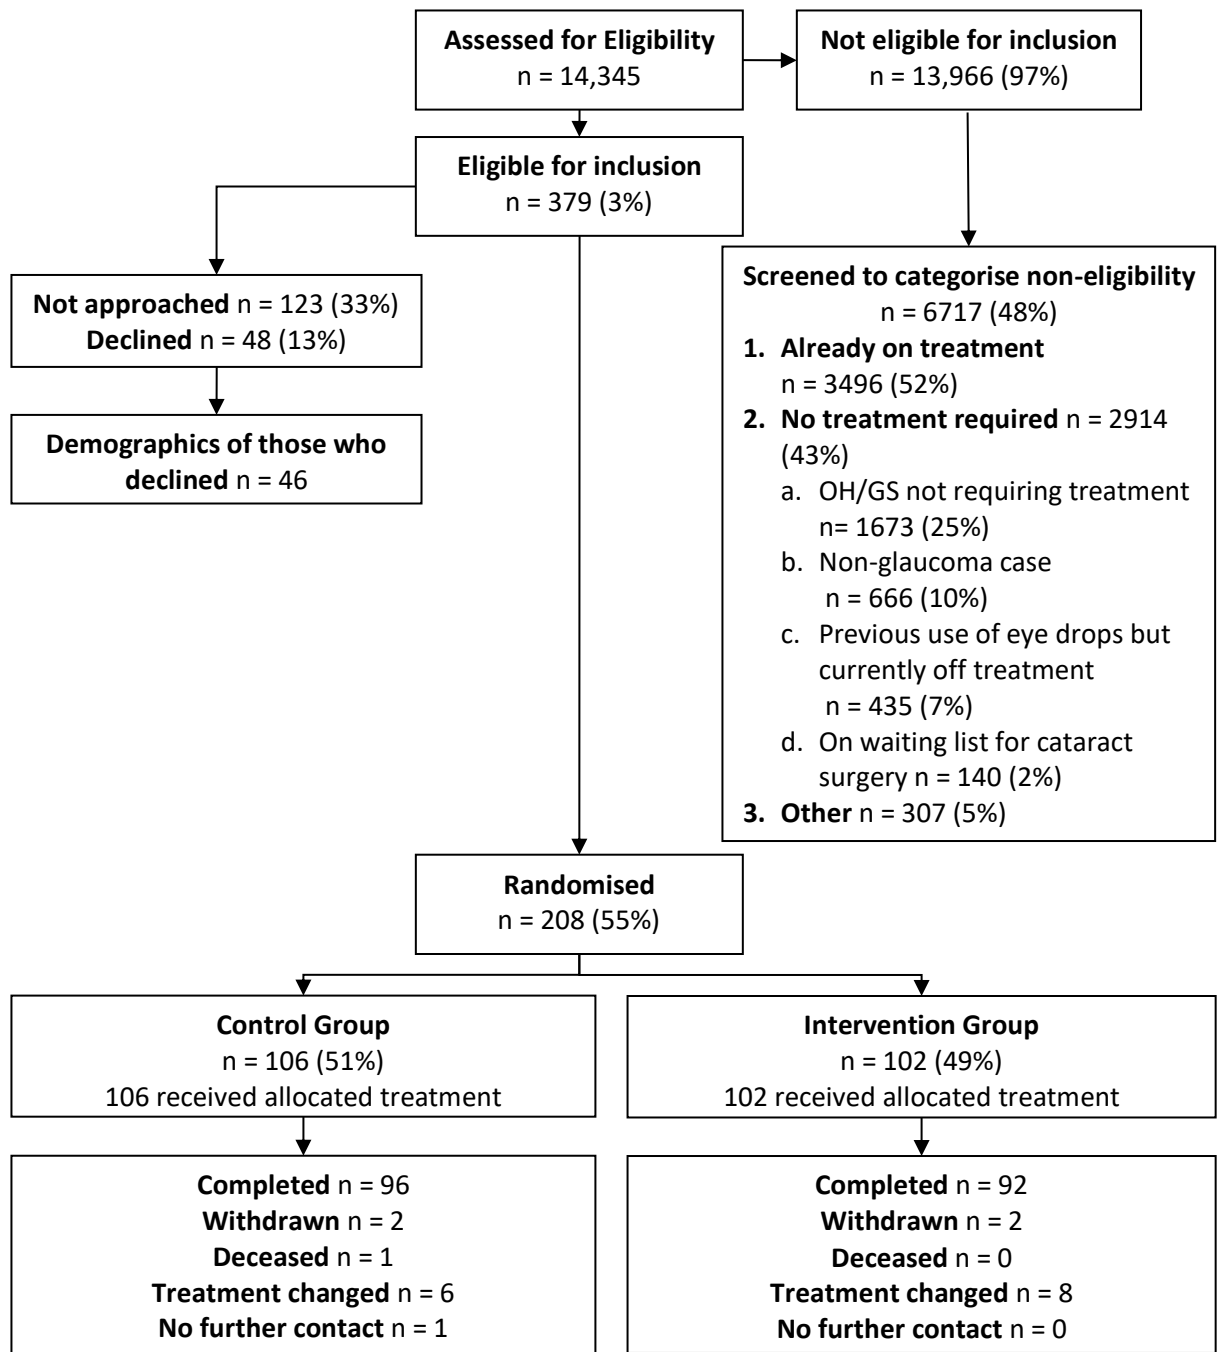 Assessed for Eligibility
n = 14,345
Not eligible for inclusion
n = 13,966 (97%)
Eligible for inclusion
n = 379 (3%)
Not approached n = 123 (33%)
Declined n = 48 (13%)
Demographics of those who
declined n = 46
Screened to categorise non-eligibility
n = 6717 (48%)
1. Already on treatment
n = 3496 (52%)
2. No treatment required n = 2914
(43%)
a. OH/GS not requiring treatment
n= 1673 (25%)
b. Non-glaucoma case
n = 666 (10%)
c. Previous use of eye drops but
currently off treatment
n = 435 (7%)
d. On waiting list for cataract
surgery n = 140 (2%)
3. Other n = 307 (5%)
Randomised
n = 208 (55%)
Control Group
n = 106 (51%)
106 received allocated treatment
Intervention Group
n = 102 (49%)
102 received allocated treatment
Completed n = 96
Withdrawn n = 2
Deceased n = 1
Treatment changed n = 6
No further contact n = 1
Completed n = 92
Withdrawn n = 2
Deceased n = 0
Treatment changed n = 8
No further contact n = 0